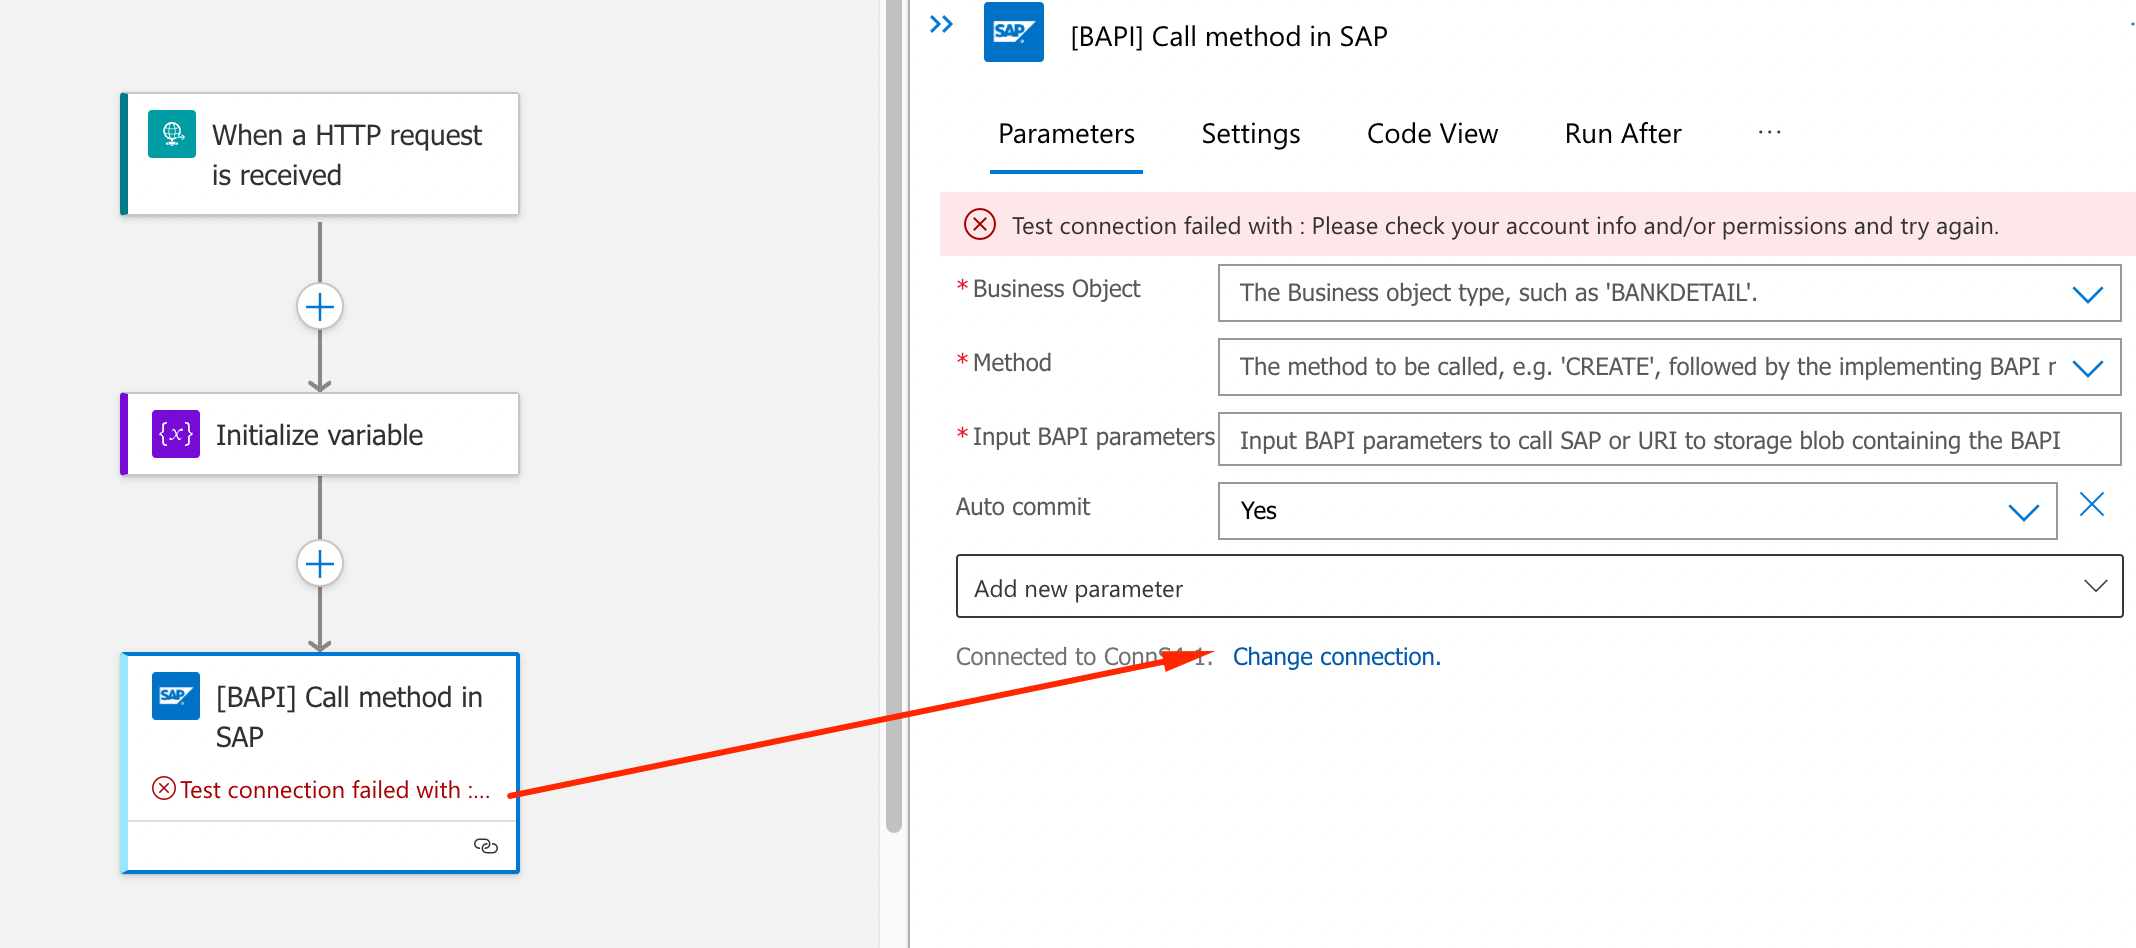 When a HTTP request
is received
{x} Initialize variable
SAP [BAPI] Call method in
SAP
Test connection failed with :...
SAP [BAPI] Call method in SAP
Parameters Settings Code View Run After ...
Test connection failed with : Please check your account info and/or permissions and try again.
* Business Object The Business object type, such as 'BANKDETAIL'.
* Method The method to be called, e.g. 'CREATE', followed by the implementing BAPI r
* Input BAPI parameters Input BAPI parameters to call SAP or URI to storage blob containing the BAPI
Auto commit Yes
Add new parameter
Connected to ConnS4-1. Change connection.